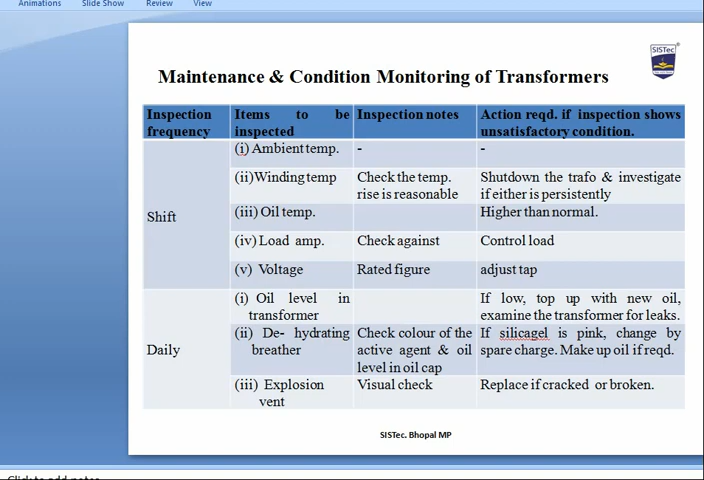 Animations Slide Show Review View
SISTec
Maintenance & Condition Monitoring of Transformers
Inspection frequency Items to be inspected Inspection notes Action reqd. if inspection shows unsatisfactory condition.
Shift
(i) Ambient temp. - -
(ii)Winding temp Check the temp. rise is reasonable Shutdown the trafo & investigate if either is persistently
(iii) Oil temp. Higher than normal.
(iv) Load amp. Check against Control load
(v) Voltage Rated figure adjust tap
Daily
(i) Oil level in transformer If low, top up with new oil, examine the transformer for leaks.
(ii) De- hydrating breather Check colour of the active agent & oil level in oil cap If silicagel is pink, change by spare charge. Make up oil if reqd.
(iii) Explosion vent Visual check Replace if cracked or broken.
SISTec. Bhopal MP
Click to add notes